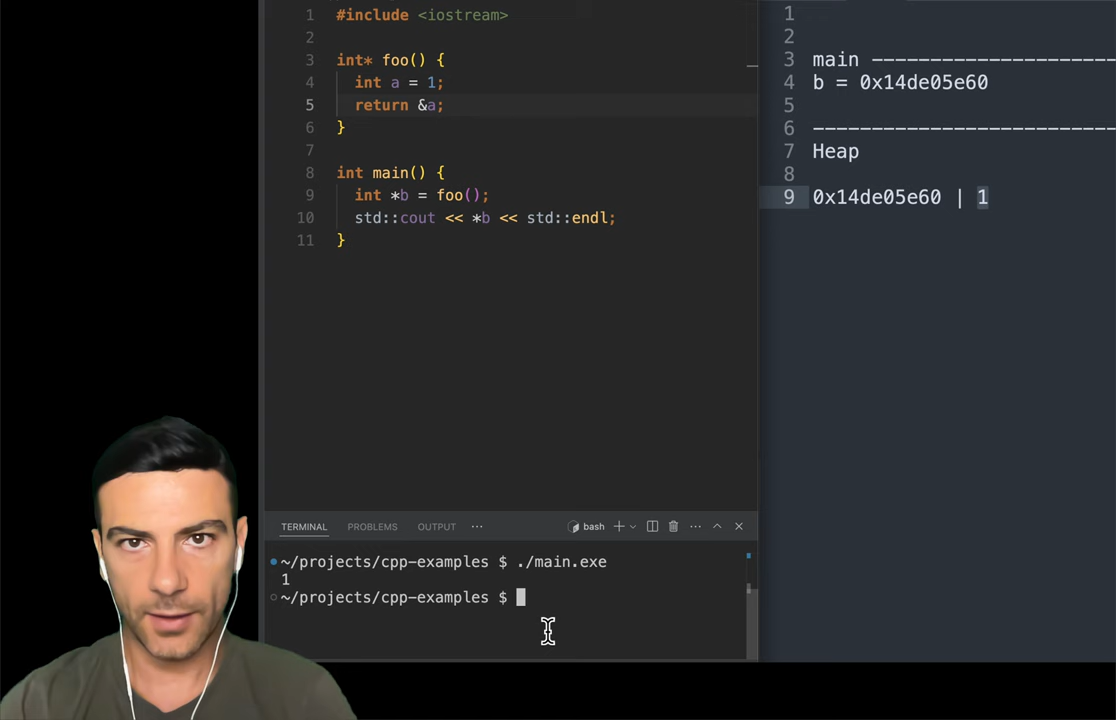 1 #include <iostream>
2
3 int* foo() {
4 int a = 1;
5 return &a;
6 }
7
8 int main() {
9 int *b = foo();
10 std::cout << *b << std::endl;
11 }
TERMINAL PROBLEMS OUTPUT ...
bash
~/projects/cpp-examples $ ./main.exe
1
~/projects/cpp-examples $
1
2
3 main ---------------------------
4 b = 0x14de05e60
5
6 ---------------------------------
7 Heap
8
9 0x14de05e60 | 1